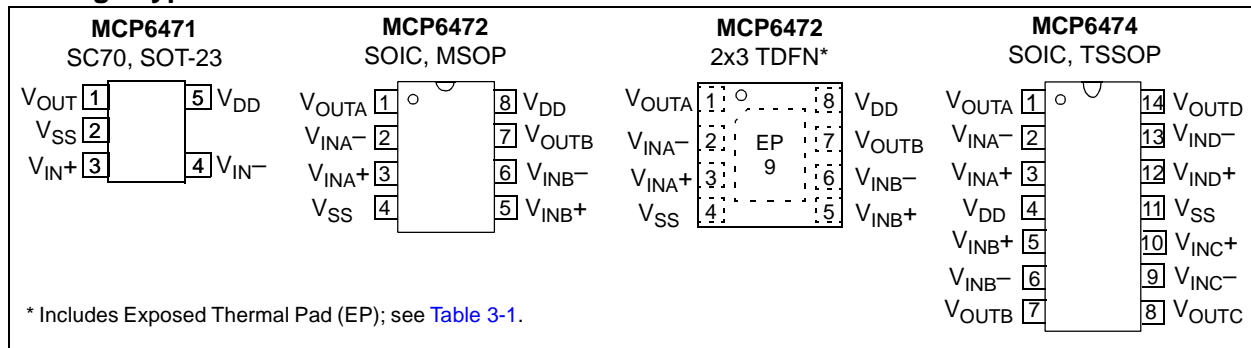 MCP6471
SC70, SOT-23
VOUT 1
5 VDD
VSS 2
VIN+ 3
4 VIN–
MCP6472
SOIC, MSOP
VOUTA 1
8 VDD
VINA– 2
7 VOUTB
VINA+ 3
6 VINB–
VSS 4
5 VINB+
MCP6472
2x3 TDFN*
VOUTA 1
8 VDD
VINA– 2
EP
7 VOUTB
9
VINA+ 3
6 VINB–
VSS 4
5 VINB+
MCP6474
SOIC, TSSOP
VOUTA 1
14 VOUTD
VINA– 2
13 VIND–
VINA+ 3
12 VIND+
VDD 4
11 VSS
VINB+ 5
10 VINC+
VINB– 6
9 VINC–
VOUTB 7
8 VOUTC
* Includes Exposed Thermal Pad (EP); see Table 3-1.